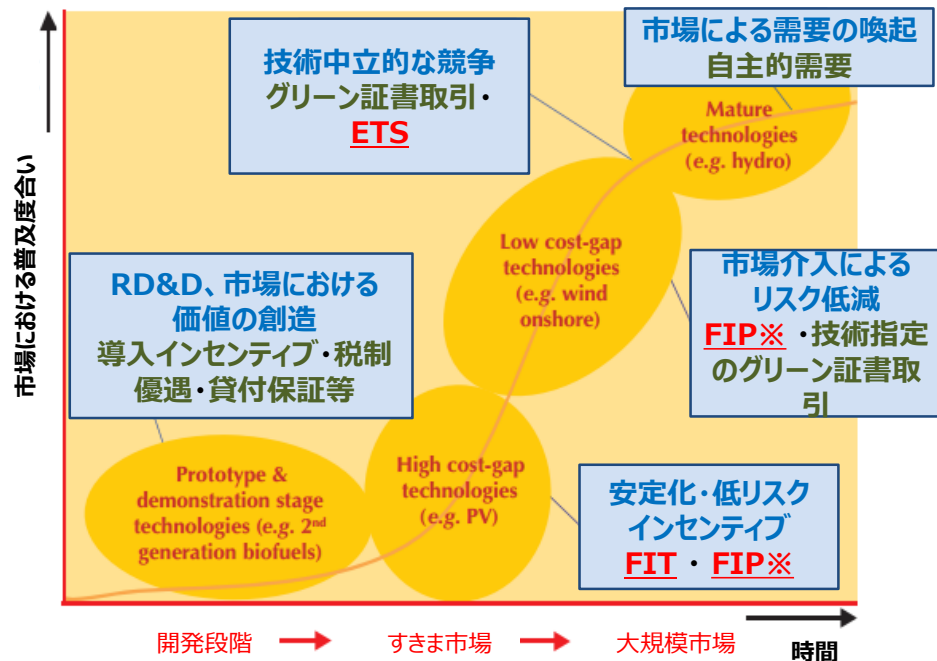 市場における普及度合い
技術中立的な競争
グリーン証書取引・
ETS
市場による需要の喚起
自主的需要
Mature
technologies
(e.g. hydro)
Low cost-gap
technologies
(e.g. wind
onshore)
市場介入による
リスク低減
FIP※・技術指定
のグリーン証書取
引
RD&D、市場における
価値の創造
導入インセンティブ・税制
優遇・貸付保証等
Prototype &
demonstration stage
technologies (e.g. 2nd
generation biofuels)
High cost-gap
technologies
(e.g. PV)
安定化・低リスク
インセンティブ
FIT ・ FIP※
開発段階 → すきま市場 → 大規模市場
時間